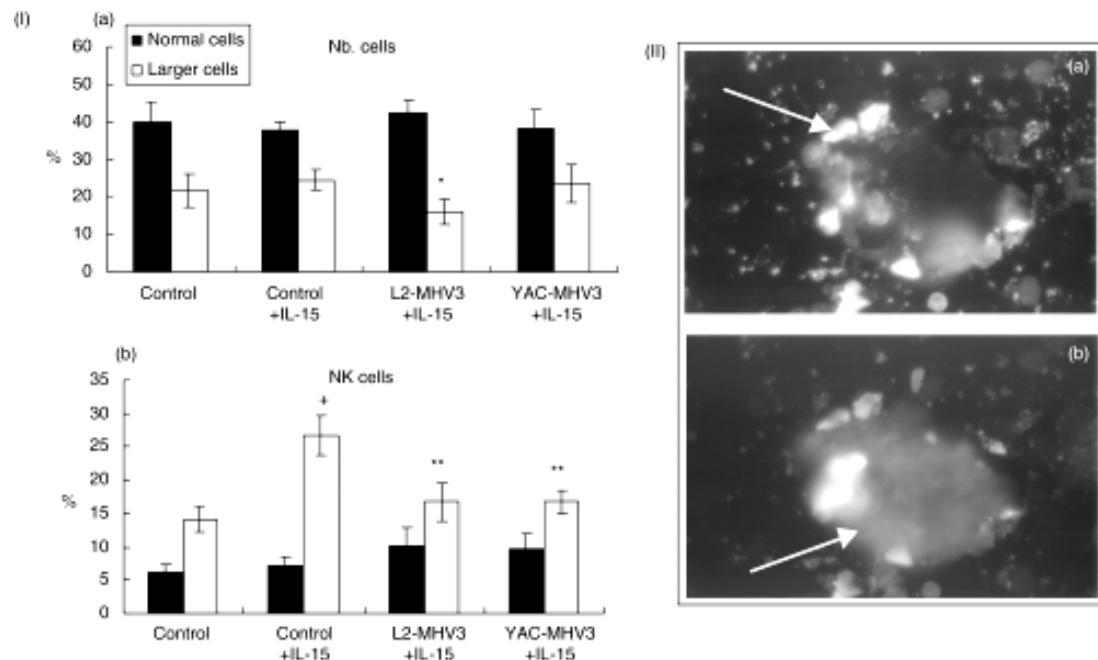 (I)
(a)
Nb. cells
Normal cells
Larger cells
60
50
40
30
20
10
0
%
*
Control
Control
+IL-15
L2-MHV3
+IL-15
YAC-MHV3
+IL-15
(b)
NK cells
35
30
25
20
15
10
5
0
%
+
**
**
Control
Control
+IL-15
L2-MHV3
+IL-15
YAC-MHV3
+IL-15
(II)
(a)
(b)